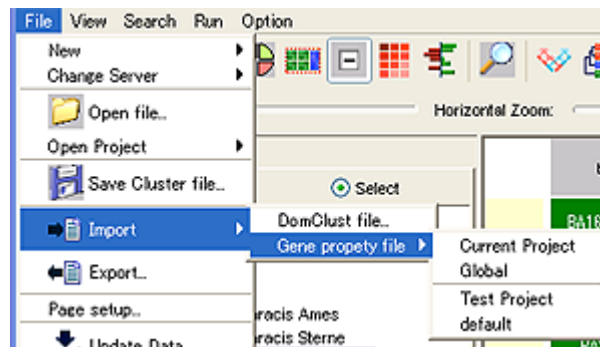 File View Search Run Option
New
Change Server
Open file..
Horizontal Zoom:
Open Project
Save Cluster file..
Select
Import
DomClust file..
Gene propety file
Current Project
Global
Export..
Test Project
Page setup..
default
racis Ames
Update Data
racis Sterne